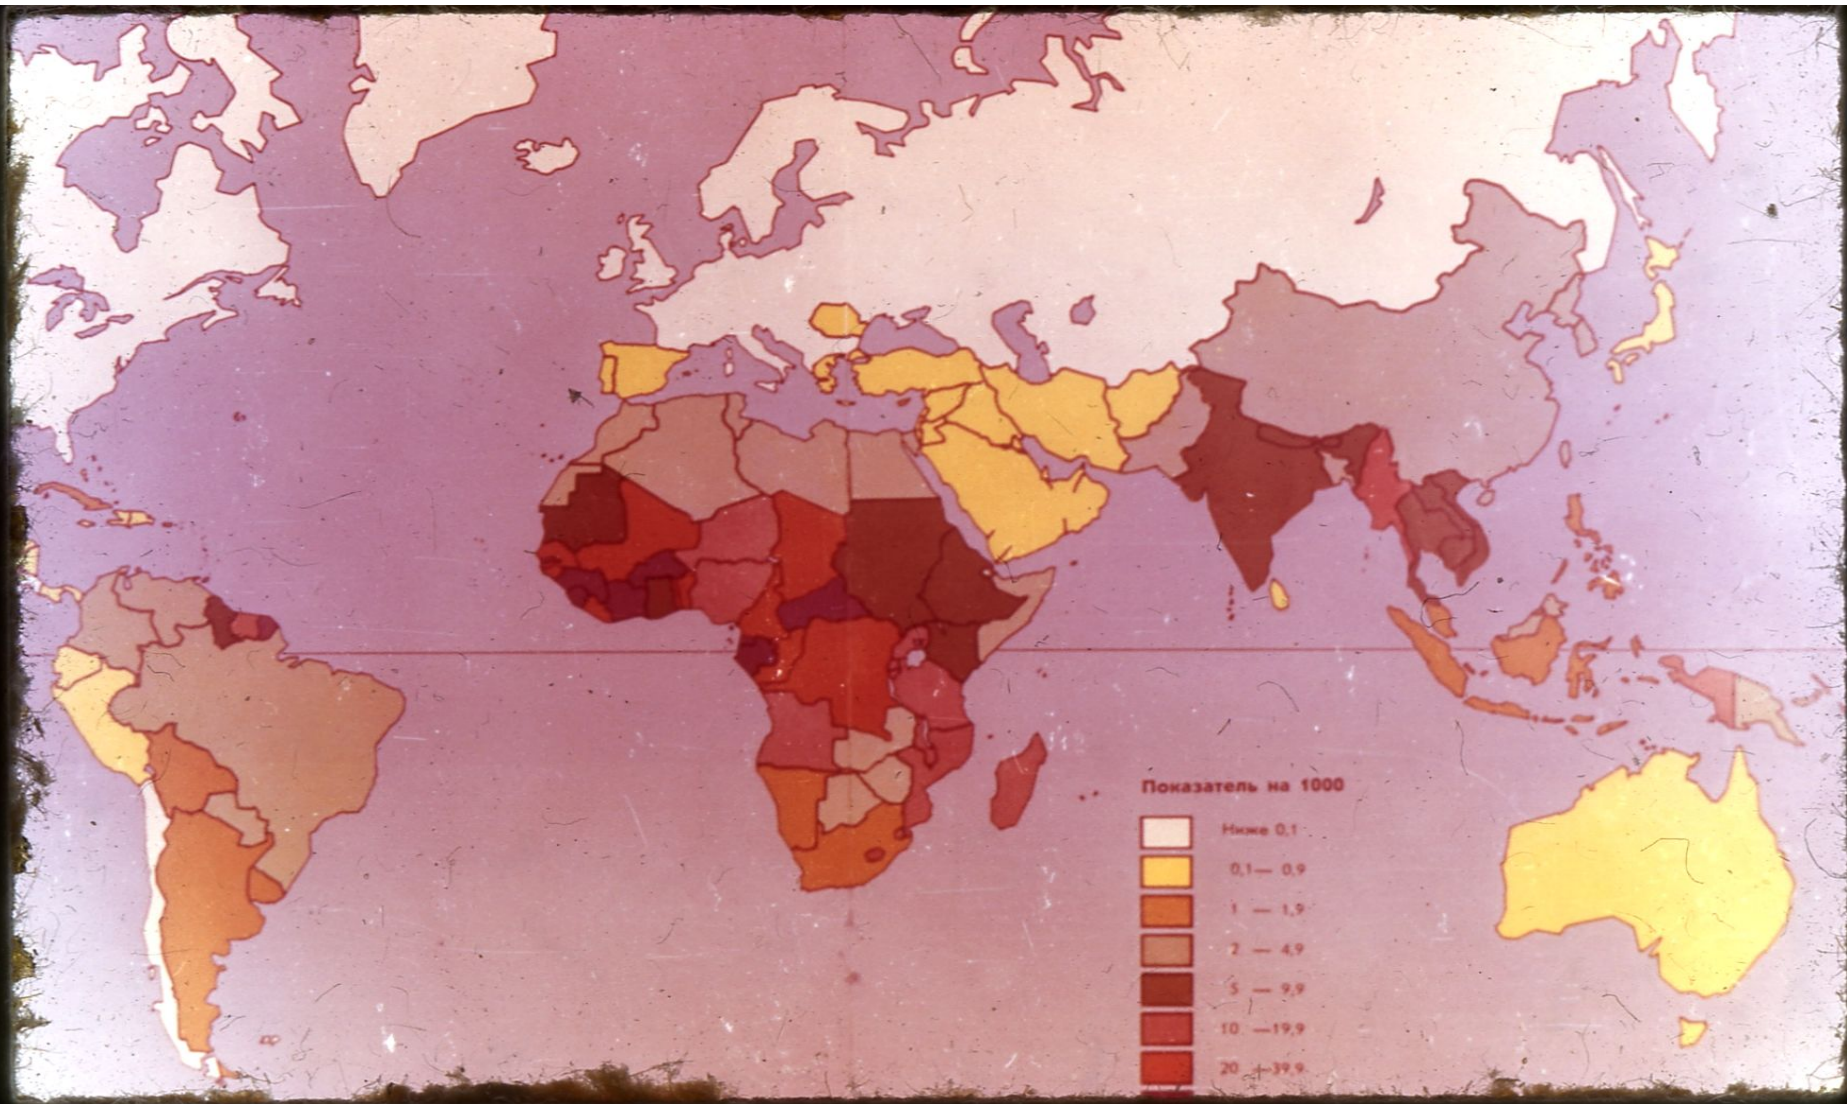 Показатель на 1000
Ниже 0,1
0,1— 0,9
1 — 1,9
2 — 4,9
5 — 9,9
10 —19,9
20 —39,9